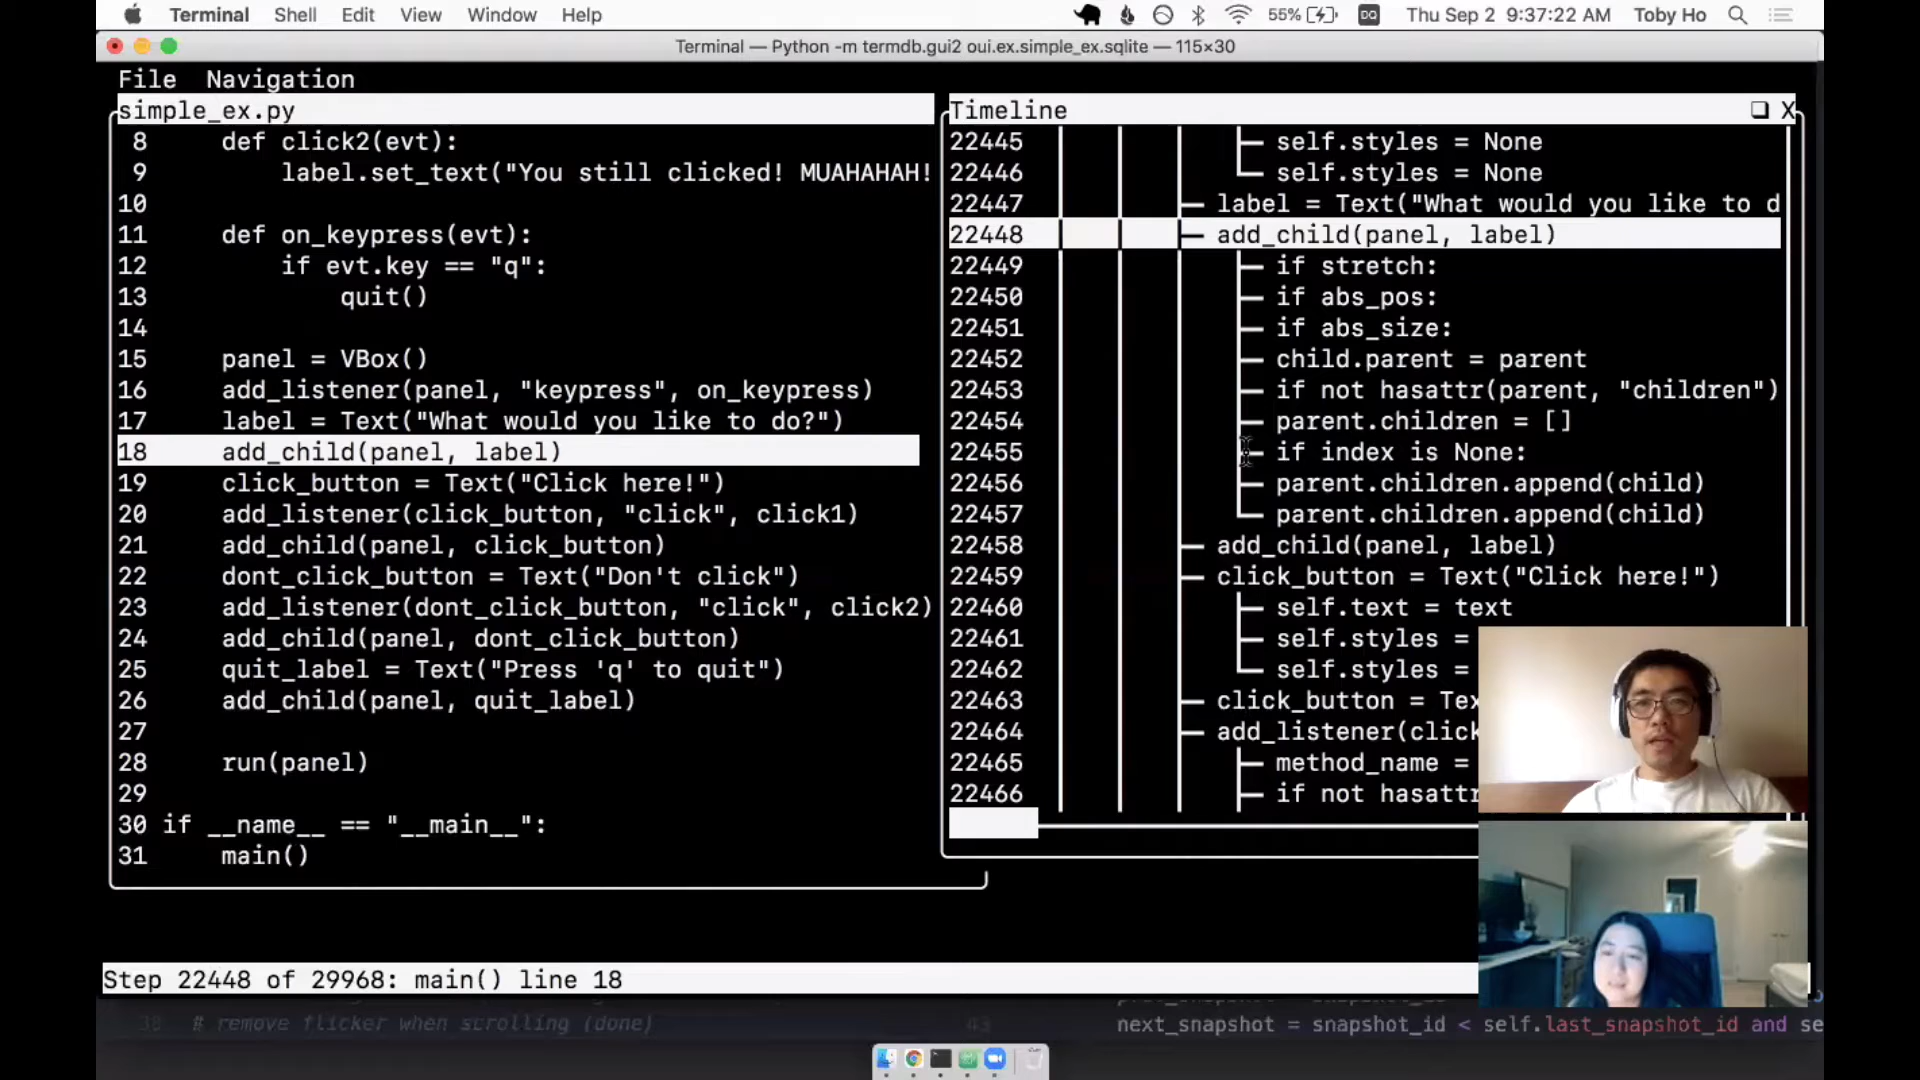 Terminal Shell Edit View Window Help 55% DQ Thu Sep 2 9:37:22 AM Toby Ho
Terminal — Python -m termdb.gui2 oui.ex.simple_ex.sqlite — 115×30
File Navigation
simple_ex.py
8 def click2(evt):
9 label.set_text("You still clicked! MUAHAHAH!
10
11 def on_keypress(evt):
12 if evt.key == "q":
13 quit()
14
15 panel = VBox()
16 add_listener(panel, "keypress", on_keypress)
17 label = Text("What would you like to do?")
18 add_child(panel, label)
19 click_button = Text("Click here!")
20 add_listener(click_button, "click", click1)
21 add_child(panel, click_button)
22 dont_click_button = Text("Don't click")
23 add_listener(dont_click_button, "click", click2)
24 add_child(panel, dont_click_button)
25 quit_label = Text("Press 'q' to quit")
26 add_child(panel, quit_label)
27
28 run(panel)
29
30 if __name__ == "__main__":
31 main()
Timeline X
22445 self.styles = None
22446 self.styles = None
22447 label = Text("What would you like to d
22448 add_child(panel, label)
22449 if stretch:
22450 if abs_pos:
22451 if abs_size:
22452 child.parent = parent
22453 if not hasattr(parent, "children")
22454 parent.children = []
22455 if index is None:
22456 parent.children.append(child)
22457 parent.children.append(child)
22458 add_child(panel, label)
22459 click_button = Text("Click here!")
22460 self.text = text
22461 self.styles =
22462 self.styles =
22463 click_button = Tex
22464 add_listener(click
22465 method_name =
22466 if not hasattr
Step 22448 of 29968: main() line 18
38 # remove flicker when scrolling (done)
43 next_snapshot = snapshot_id < self.last_snapshot_id and se